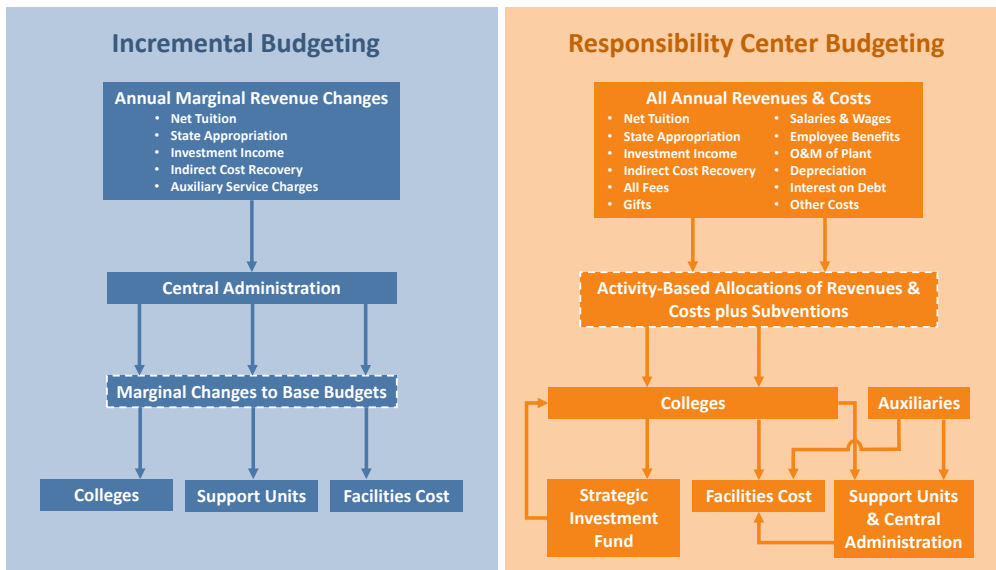 Incremental Budgeting
Annual Marginal Revenue Changes
• Net Tuition
• State Appropriation
• Investment Income
• Indirect Cost Recovery
• Auxiliary Service Charges
Central Administration
Marginal Changes to Base Budgets
Colleges
Support Units
Facilities Cost
Responsibility Center Budgeting
All Annual Revenues & Costs
• Net Tuition
• State Appropriation
• Investment Income
• Indirect Cost Recovery
• All Fees
• Gifts
• Salaries & Wages
• Employee Benefits
• O&M of Plant
• Depreciation
• Interest on Debt
• Other Costs
Activity-Based Allocations of Revenues &
Costs plus Subventions
Colleges
Auxiliaries
Strategic
Investment
Fund
Facilities Cost
Support Units
& Central
Administration